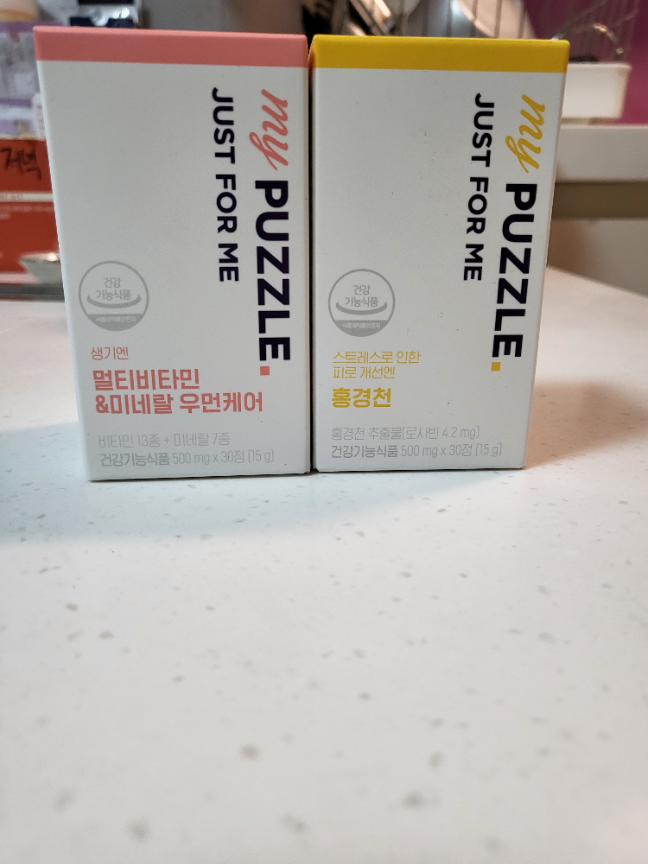 my PUZZLE.
JUST FOR ME
건강
기능식품
생기엔
멀티비타민
&미네랄 우먼케어
비타민 13종 + 미네랄 7종
건강기능식품 500 mg x 30정 (15 g)
my PUZZLE.
JUST FOR ME
건강
기능식품
스트레스로 인한
피로 개선엔
홍경천
홍경천 추출물(로사빈 4.2 mg)
건강기능식품 500 mg x 30정 (15 g)
저녁